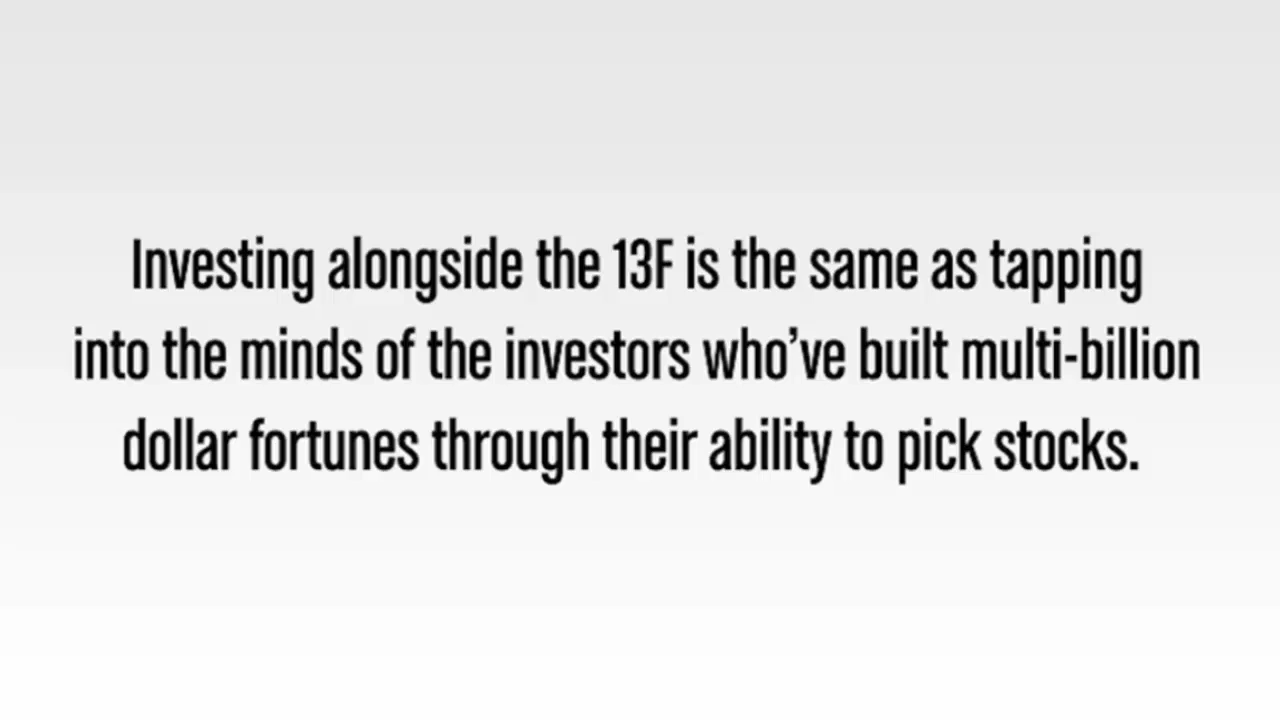 Investing alongside the 13F is the same as tapping
into the minds of the investors who’ve built multi-billion
dollar fortunes through their ability to pick stocks.